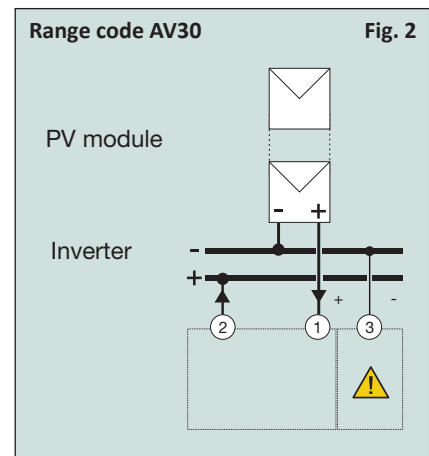 Range code AV30 Fig. 2
PV module
- +
Inverter -
+
+ -
2 1 3
!